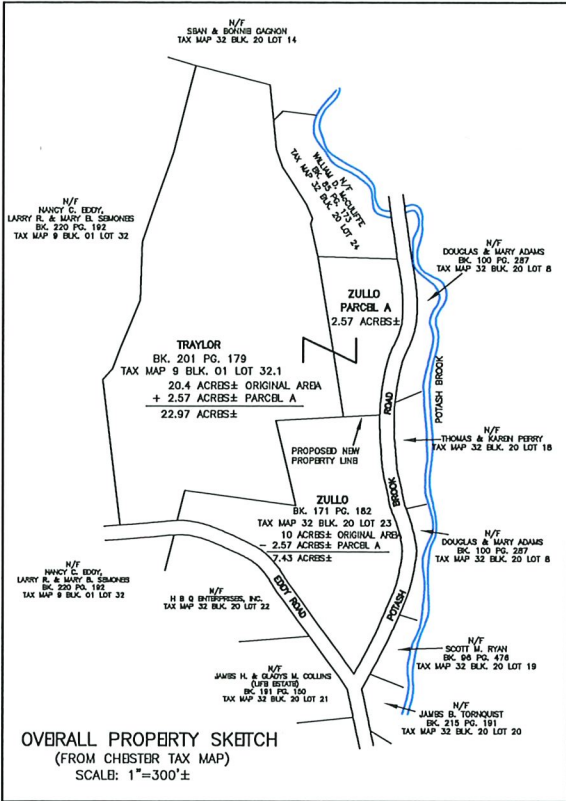 N/F
SEAN & BONNIE GAGNON
TAX MAP 32 BLK. 20 LOT 14
N/F
WILLIAM D. McCULIFFE
BK. 83 PG. 173
TAX MAP 32 BLK. 20 LOT 24
N/F
NANCY C. EDDY,
LARRY R. & MARY B. SEMONES
BK. 220 PG. 192
TAX MAP 9 BLK. 01 LOT 32
N/F
DOUGLAS & MARY ADAMS
BK. 100 PG. 287
TAX MAP 32 BLK. 20 LOT 8
ZULLO
PARCEL A
2.57 ACRES±
TRAYLOR
BK. 201 PG. 179
TAX MAP 9 BLK. 01 LOT 32.1
20.4 ACRES± ORIGINAL AREA
+ 2.57 ACRES± PARCEL A
22.97 ACRES±
N
POTASH BROOK
ROAD
BROOK
POTASH
N/F
THOMAS & KAREN PERRY
TAX MAP 32 BLK. 20 LOT 18
PROPOSED NEW
PROPERTY LINE
ZULLO
BK. 171 PG. 182
TAX MAP 32 BLK. 20 LOT 23
10 ACRES± ORIGINAL AREA
- 2.57 ACRES± PARCEL A
7.43 ACRES±
N/F
DOUGLAS & MARY ADAMS
BK. 100 PG. 287
TAX MAP 32 BLK. 20 LOT 8
N/F
NANCY C. EDDY,
LARRY R. & MARY B. SEMONES
BK. 220 PG. 192
TAX MAP 9 BLK. 01 LOT 32
N/F
H B Q ENTERPRISES, INC.
TAX MAP 32 BLK. 20 LOT 22
EDDY ROAD
N/F
SCOTT M. RYAN
BK. 96 PG. 478
TAX MAP 32 BLK. 20 LOT 19
N/F
JAMES H. & GLADYS M. COLLINS
(LIFE ESTATE)
BK. 191 PG. 150
TAX MAP 32 BLK. 20 LOT 21
N/F
JAMES B. TORNQUIST
BK. 215 PG. 191
TAX MAP 32 BLK. 20 LOT 20
OVERALL PROPERTY SKETCH
(FROM CHESTER TAX MAP)
SCALE: 1"=300'±